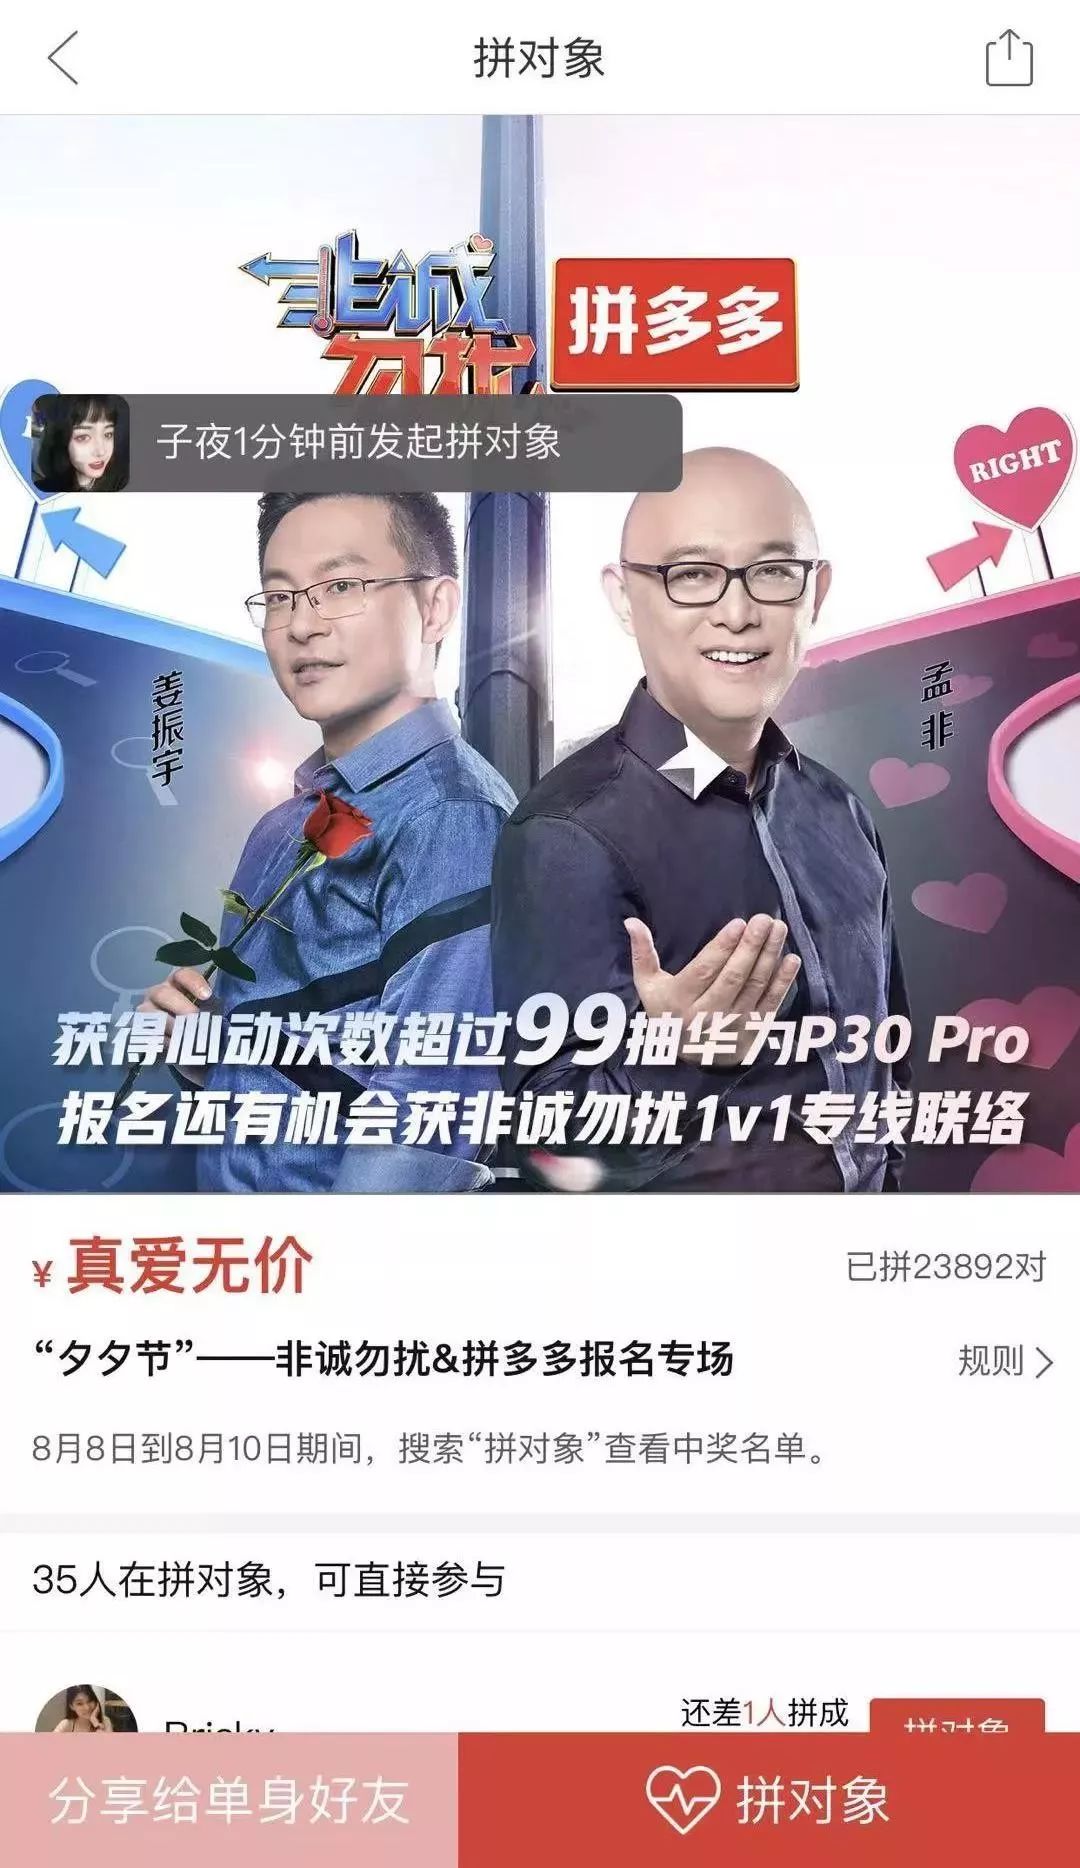 拼对象
非诚勿扰
拼多多
子夜1分钟前发起拼对象
RIGHT
姜振宇
孟非
获得心动次数超过99抽华为P30 Pro
报名还有机会获非诚勿扰1v1专线联络
¥ 真爱无价
已拼23892对
“夕夕节”——非诚勿扰&拼多多报名专场
规则
8月8日到8月10日期间，搜索“拼对象”查看中奖名单。
35人在拼对象，可直接参与
还差1人拼成
拼对象
分享给单身好友
拼对象